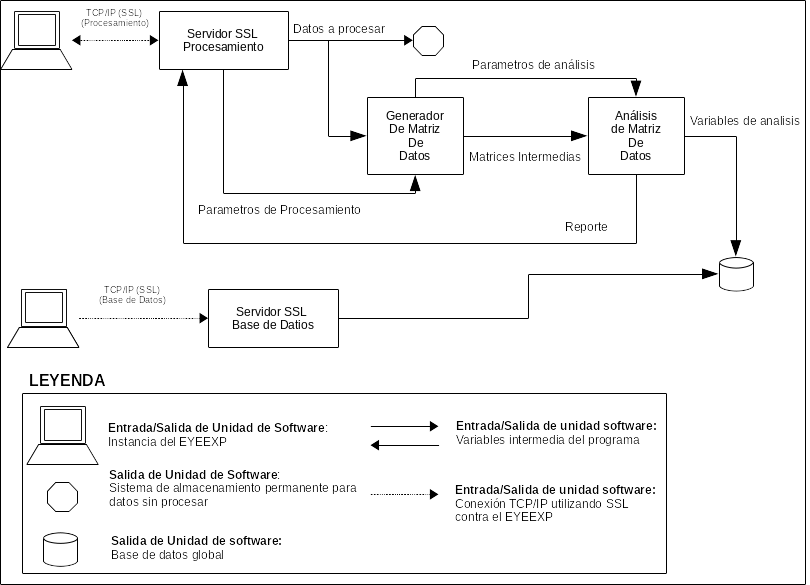 TCP/IP (SSL)
(Procesamiento)
Servidor SSL
Procesamiento
Datos a procesar
Parametros de análisis
Generador
De Matriz
De
Datos
Análisis
de Matriz
De
Datos
Variables de analisis
Matrices Intermedias
Parametros de Procesamiento
Reporte
TCP/IP (SSL)
(Base de Datos)
Servidor SSL
Base de Datios
LEYENDA
Entrada/Salida de Unidad de Software:
Instancia del EYEEXP
Salida de Unidad de Software:
Sistema de almacenamiento permanente para
datos sin procesar
Salida de Unidad de software:
Base de datos global
Entrada/Salida de unidad software:
Variables intermedia del programa
Entrada/Salida de unidad software:
Conexión TCP/IP utilizando SSL
contra el EYEEXP